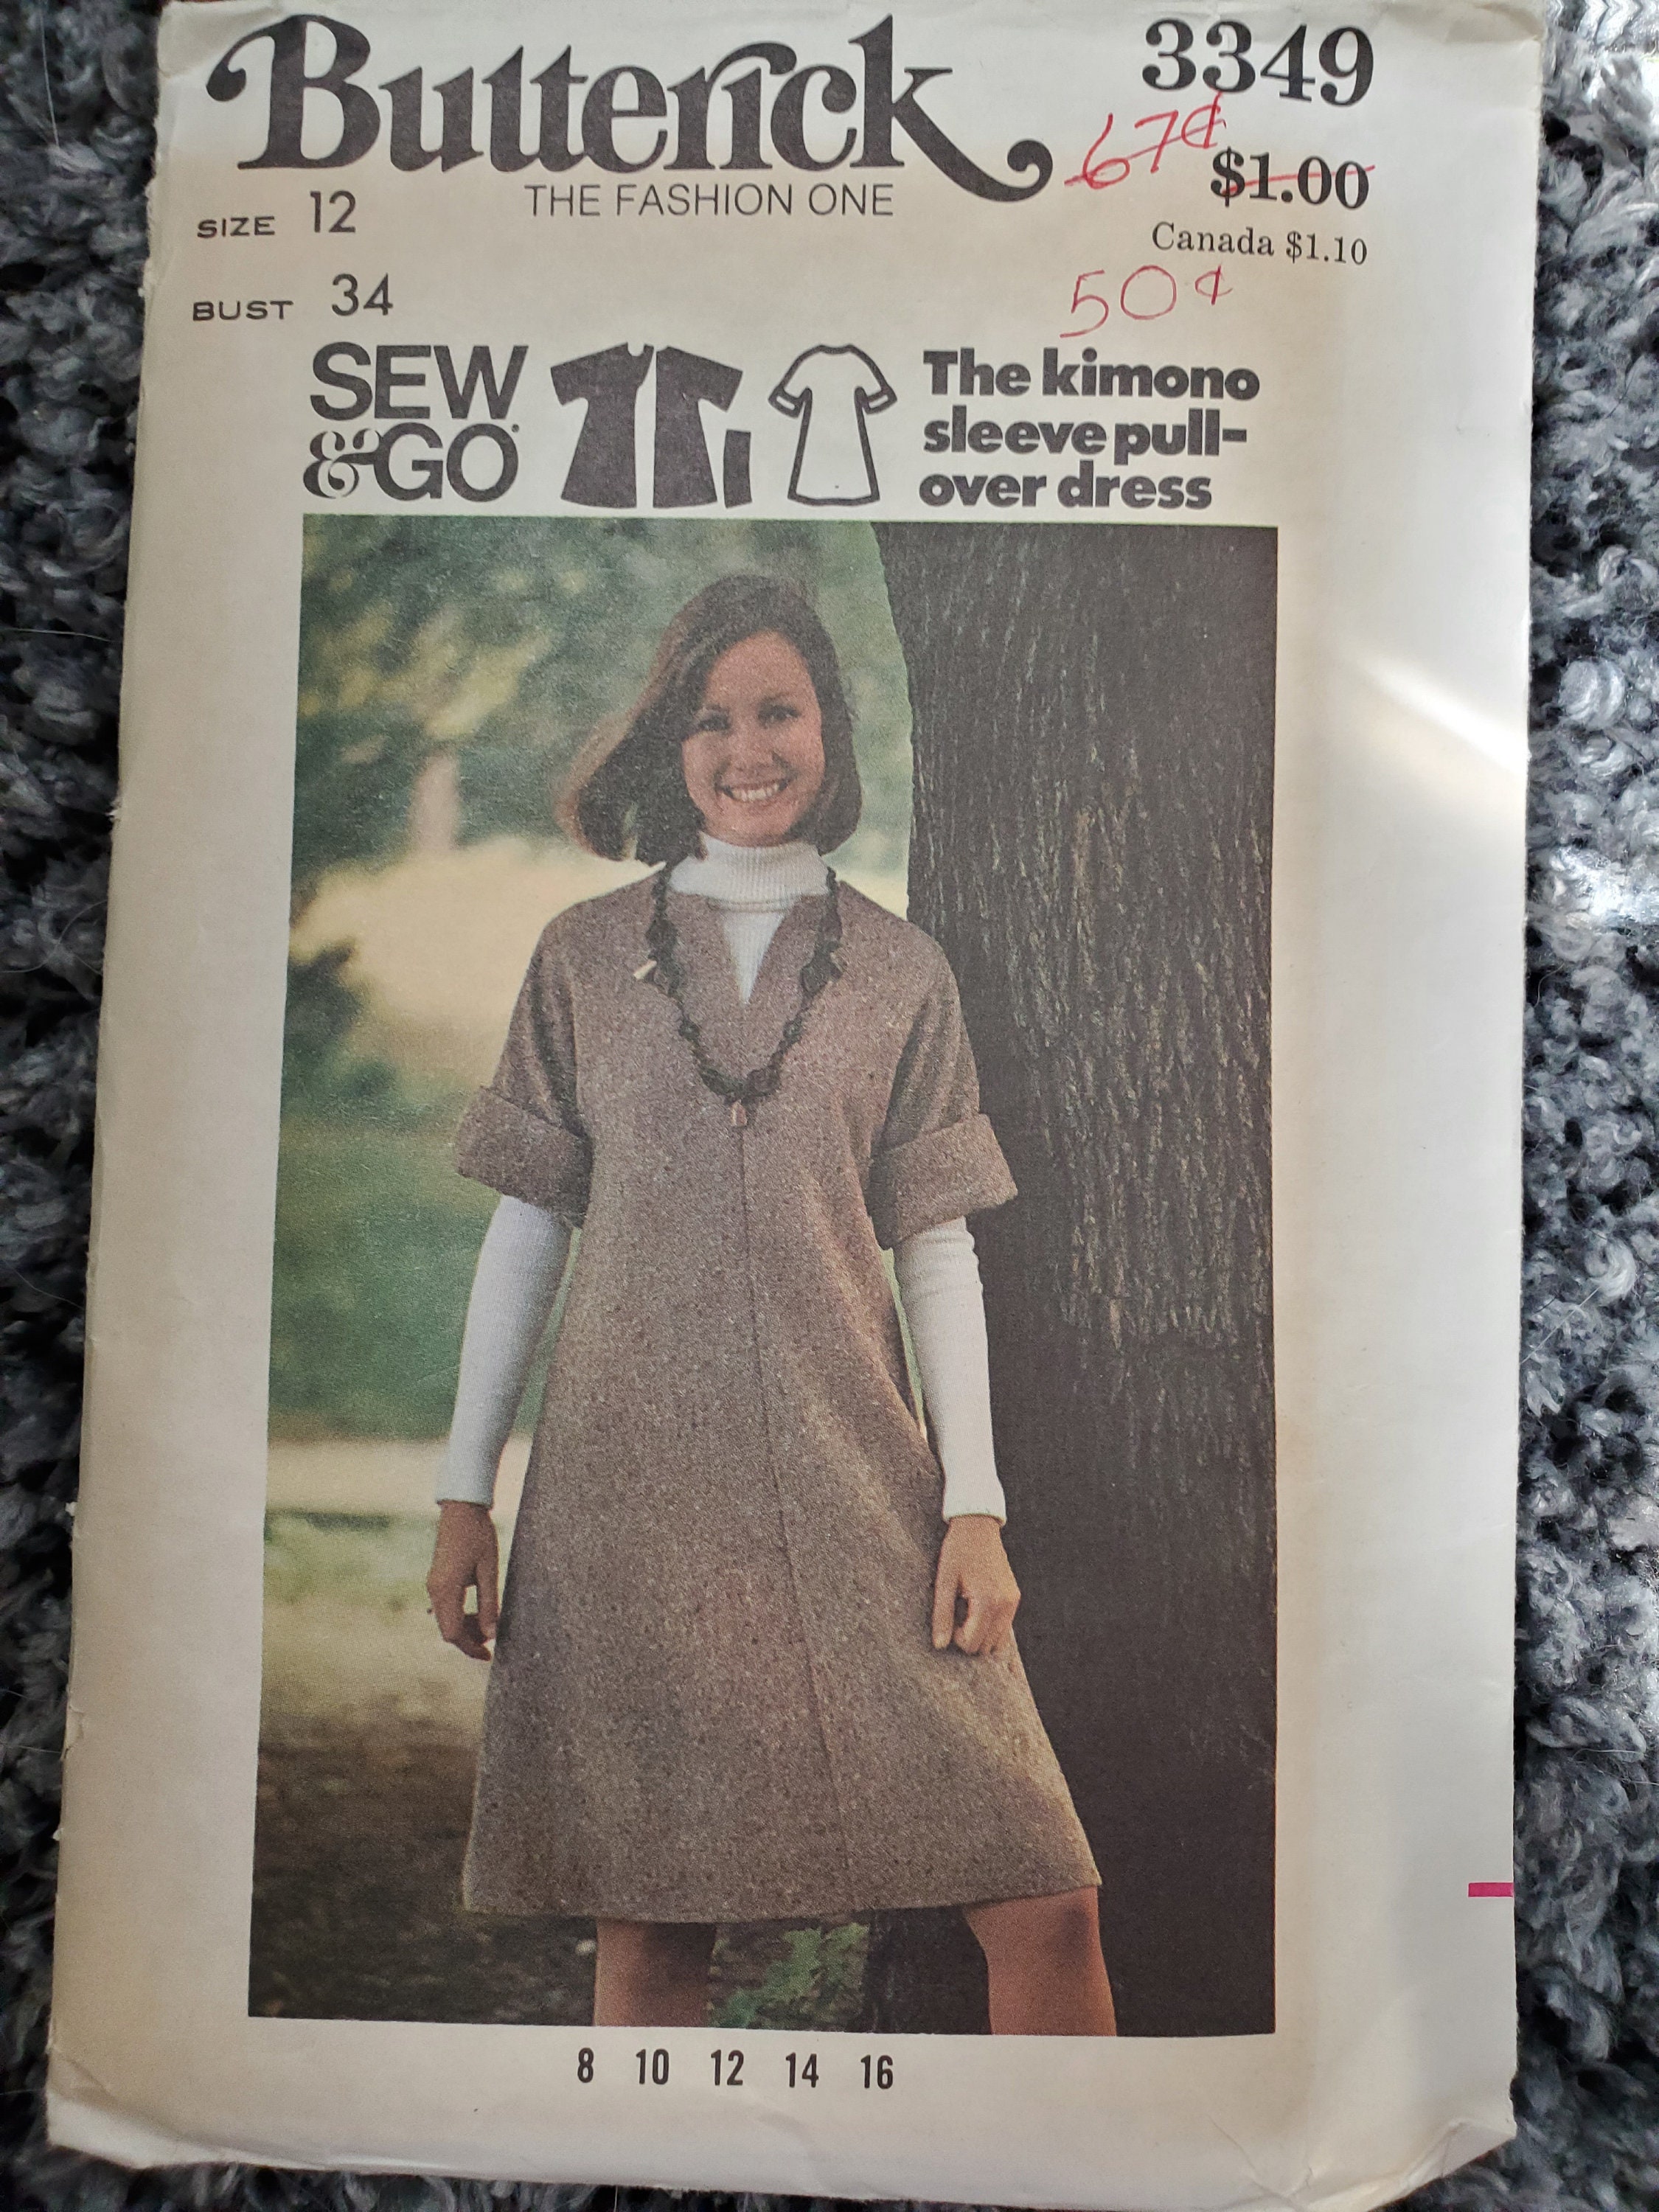 Butterick
3349
67¢
$1.00
THE FASHION ONE
SIZE 12
Canada $1.10
BUST 34
50¢
SEW
&GO
The kimono
sleeve pull-
over dress
8 10 12 14 16